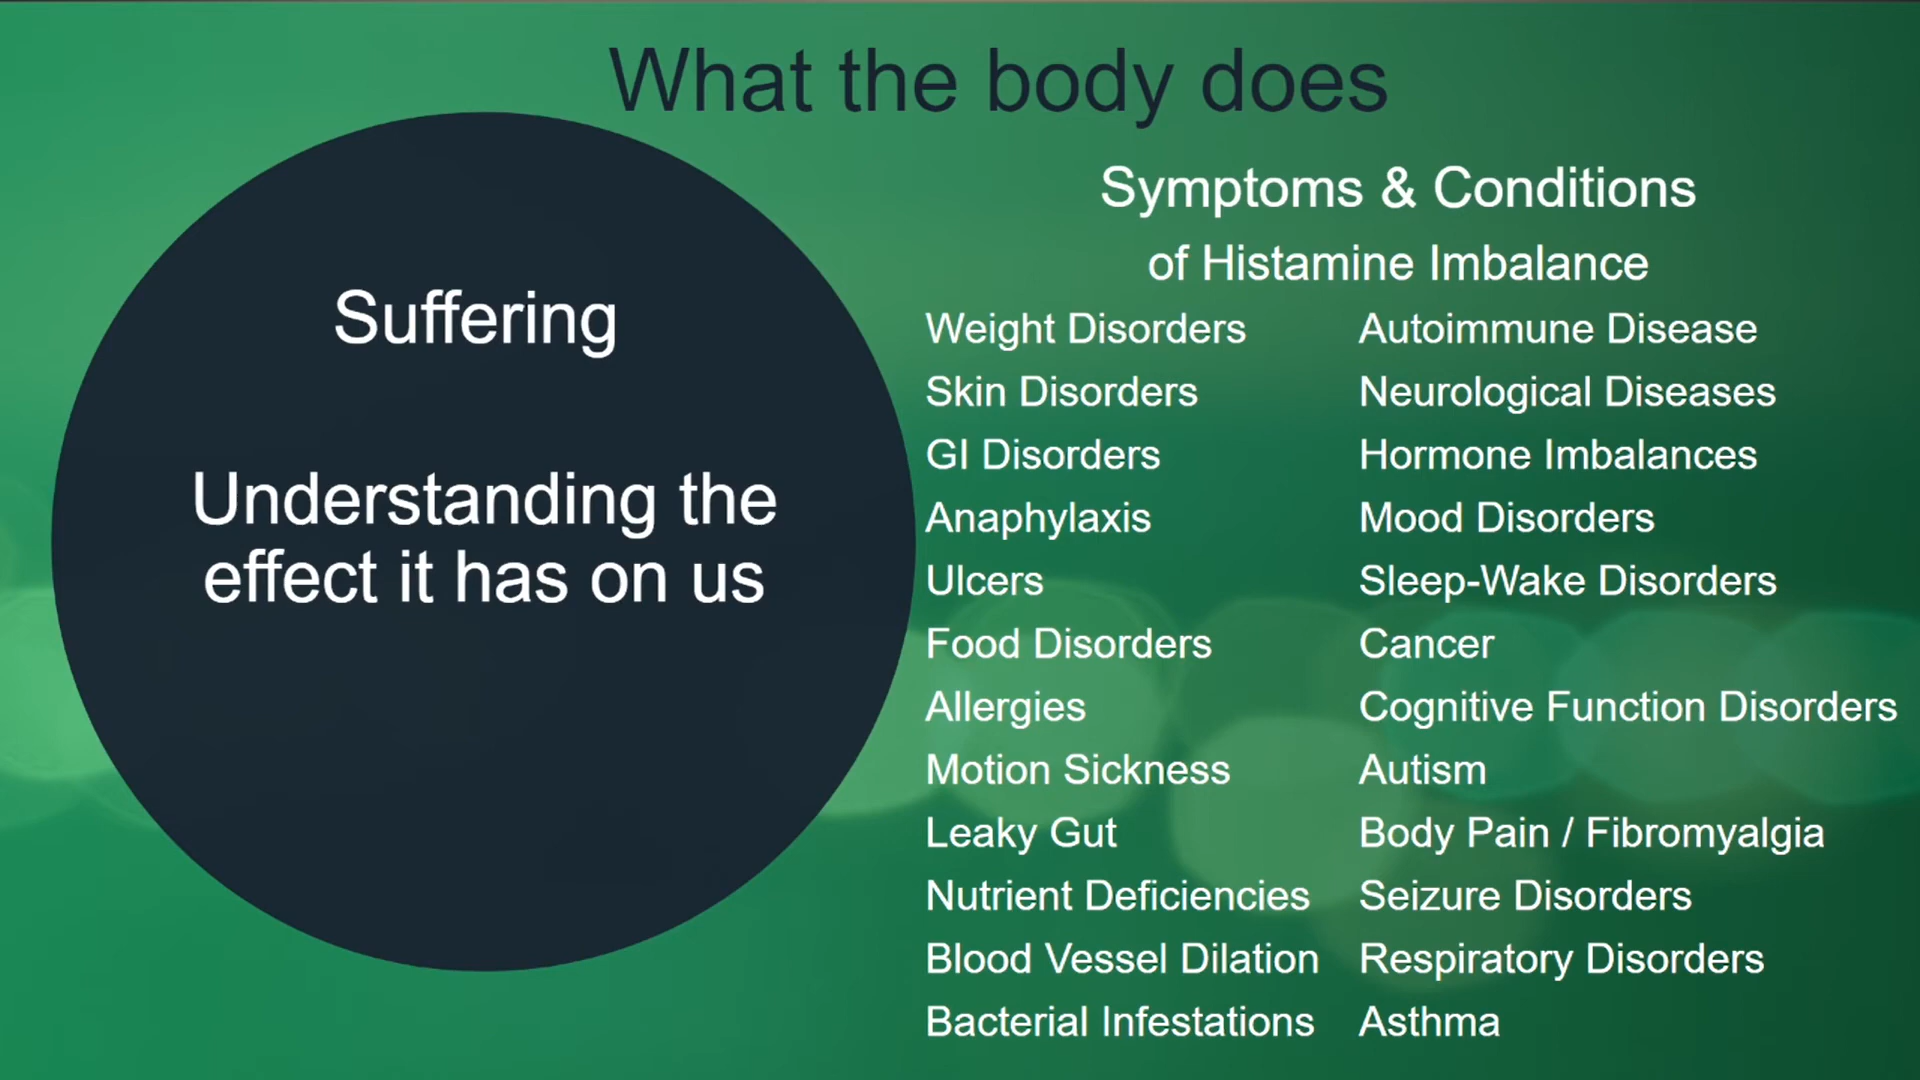 What the body does
Suffering
Understanding the
effect it has on us
Symptoms & Conditions
of Histamine Imbalance
Weight Disorders
Skin Disorders
GI Disorders
Anaphylaxis
Ulcers
Food Disorders
Allergies
Motion Sickness
Leaky Gut
Nutrient Deficiencies
Blood Vessel Dilation
Bacterial Infestations
Autoimmune Disease
Neurological Diseases
Hormone Imbalances
Mood Disorders
Sleep-Wake Disorders
Cancer
Cognitive Function Disorders
Autism
Body Pain / Fibromyalgia
Seizure Disorders
Respiratory Disorders
Asthma